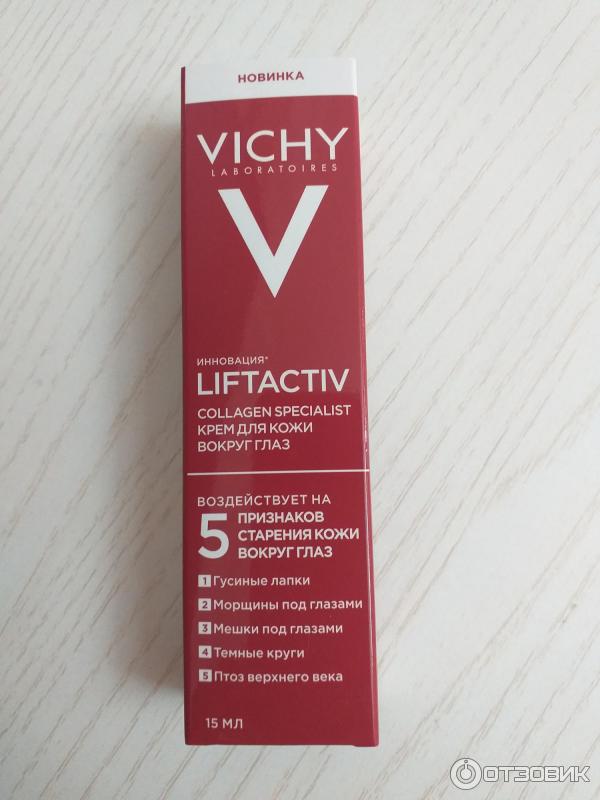 НОВИНКА
VICHY
LABORATOIRES
V
ИННОВАЦИЯ*
LIFTACTIV
COLLAGEN SPECIALIST
КРЕМ ДЛЯ КОЖИ
ВОКРУГ ГЛАЗ
ВОЗДЕЙСТВУЕТ НА
5 ПРИЗНАКОВ
СТАРЕНИЯ КОЖИ
ВОКРУГ ГЛАЗ
1 Гусиные лапки
2 Морщины под глазами
3 Мешки под глазами
4 Темные круги
5 Птоз верхнего века
15 МЛ
ОТЗОВИК